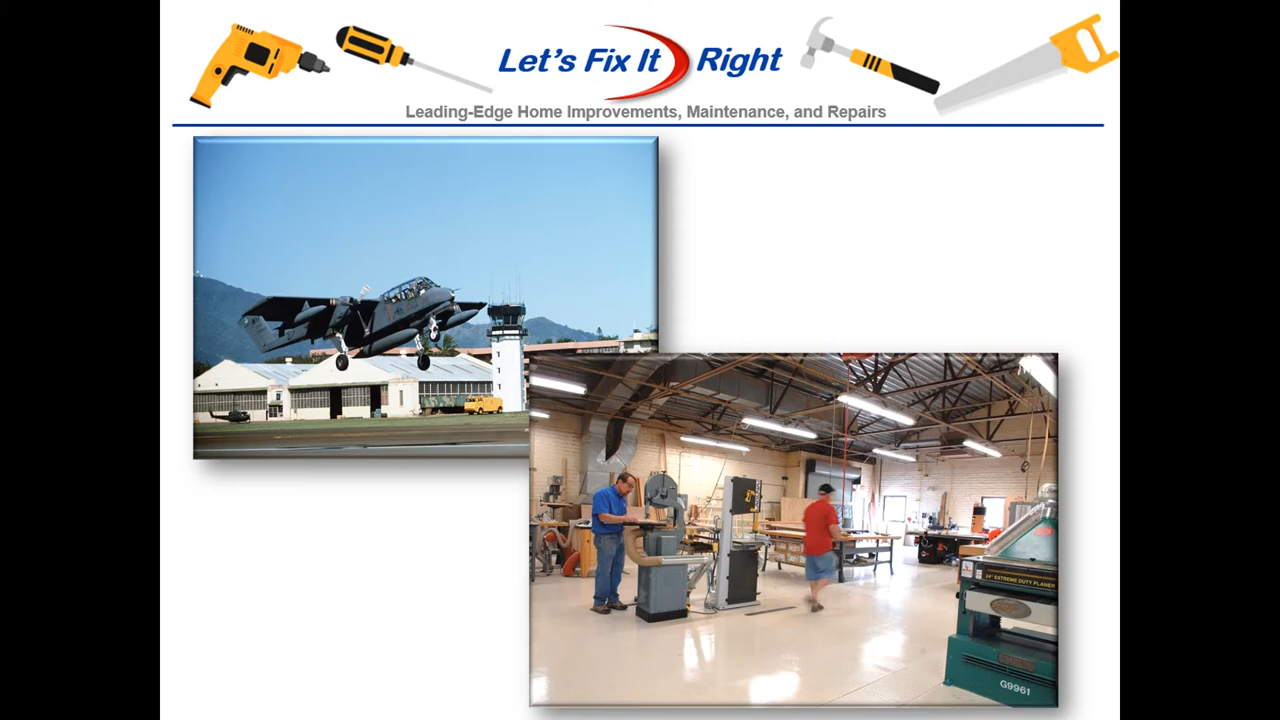 Let's Fix It Right
Leading-Edge Home Improvements, Maintenance, and Repairs
24" EXTREME DUTY PLANER
G9961